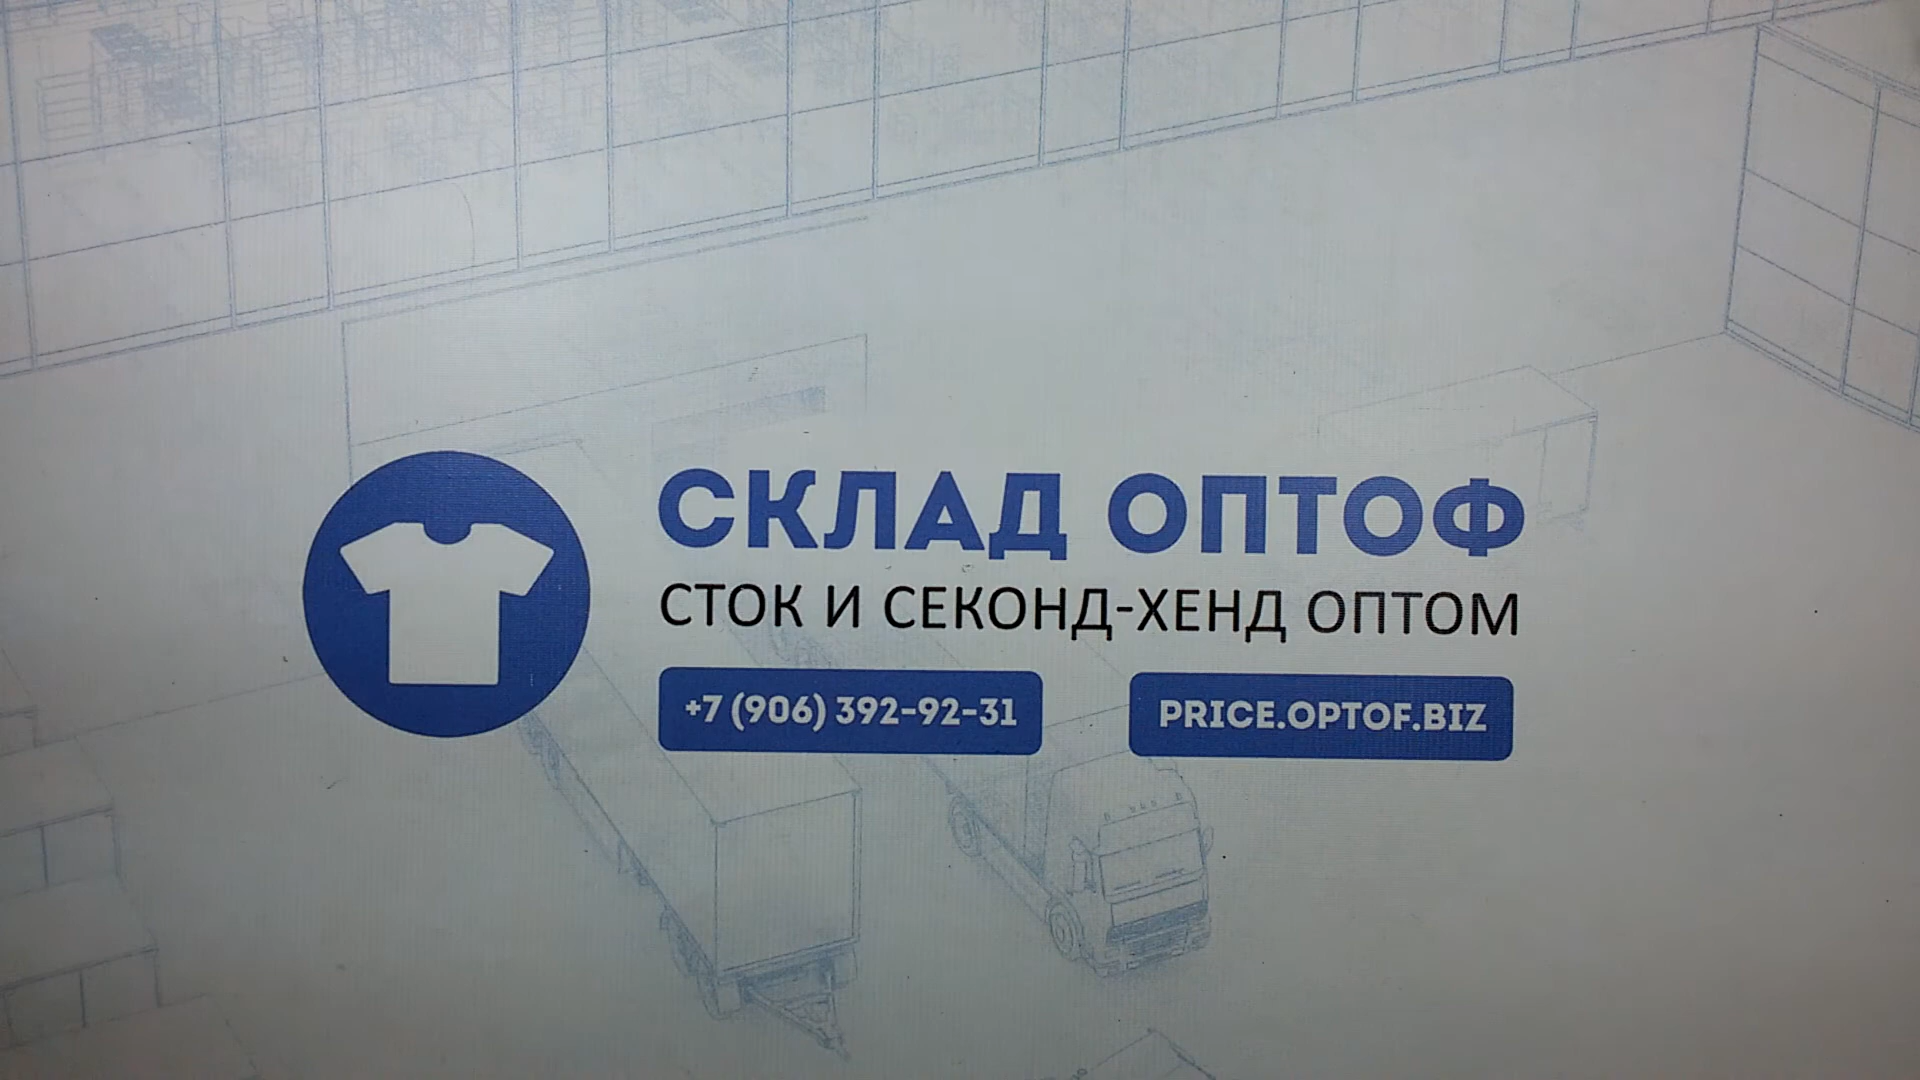 СКЛАД ОПТОФ
СТОК И СЕКОНД-ХЕНД ОПТОМ
+7 (906) 392-92-31
PRICE.OPTOF.BIZ